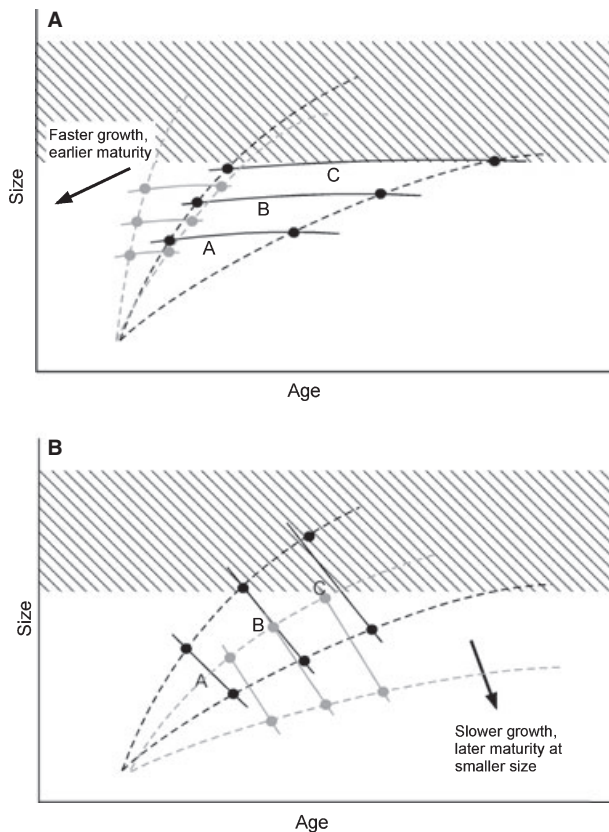 A
Faster growth,
earlier maturity
C
B
A
Size
Age
B
C
B
A
Size
Slower growth,
later maturity at
smaller size
Age